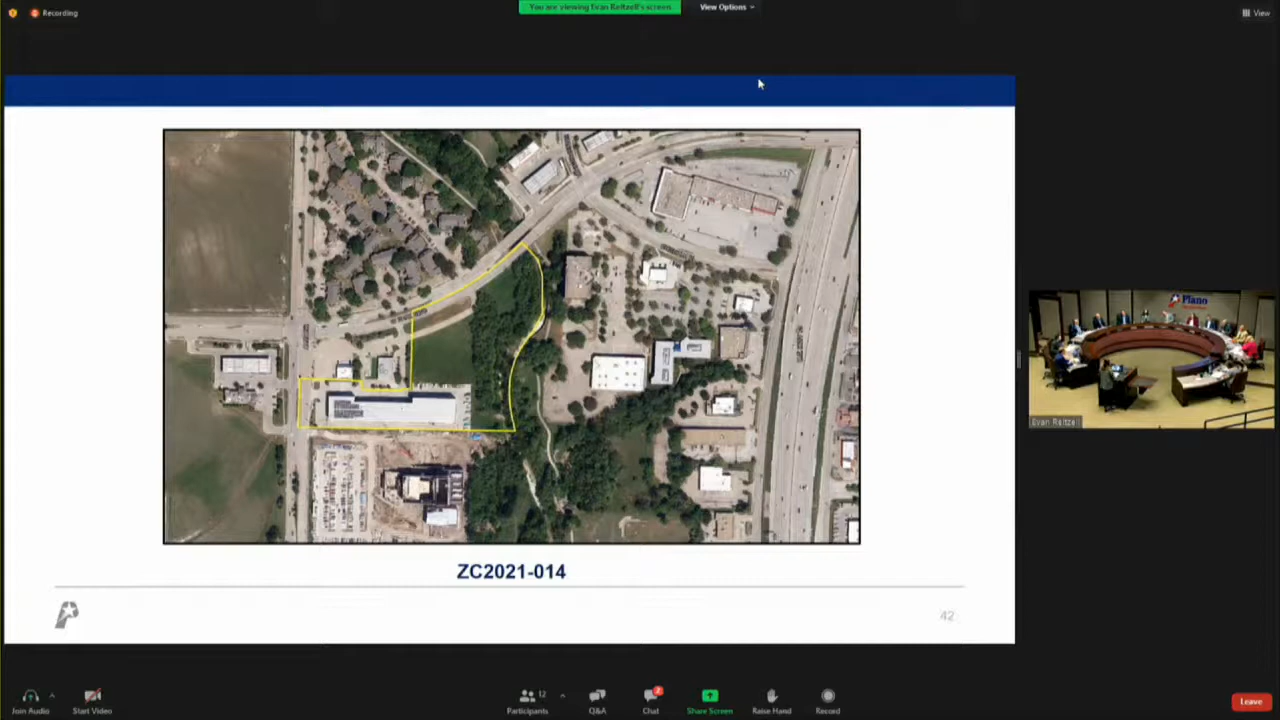 Recording
You are viewing Evan Reitzell's screen
View Options
View
Plano
Evan Reitzell
ZC2021-014
42
Join Audio
Start Video
12
Participants
Q&A
2
Chat
Share Screen
Raise Hand
Record
Leave